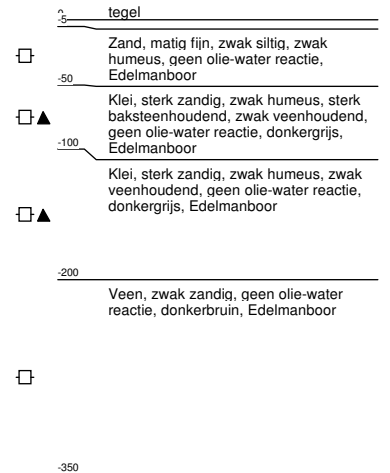 0
tegel
-5
Zand, matig fijn, zwak siltig, zwak
humeus, geen olie-water reactie,
Edelmanboor
-50
Klei, sterk zandig, zwak humeus, sterk
baksteenhoudend, zwak veenhoudend,
geen olie-water reactie, donkergrijs,
Edelmanboor
-100
Klei, sterk zandig, zwak humeus, zwak
veenhoudend, geen olie-water reactie,
donkergrijs, Edelmanboor
-200
Veen, zwak zandig, geen olie-water
reactie, donkerbruin, Edelmanboor
-350